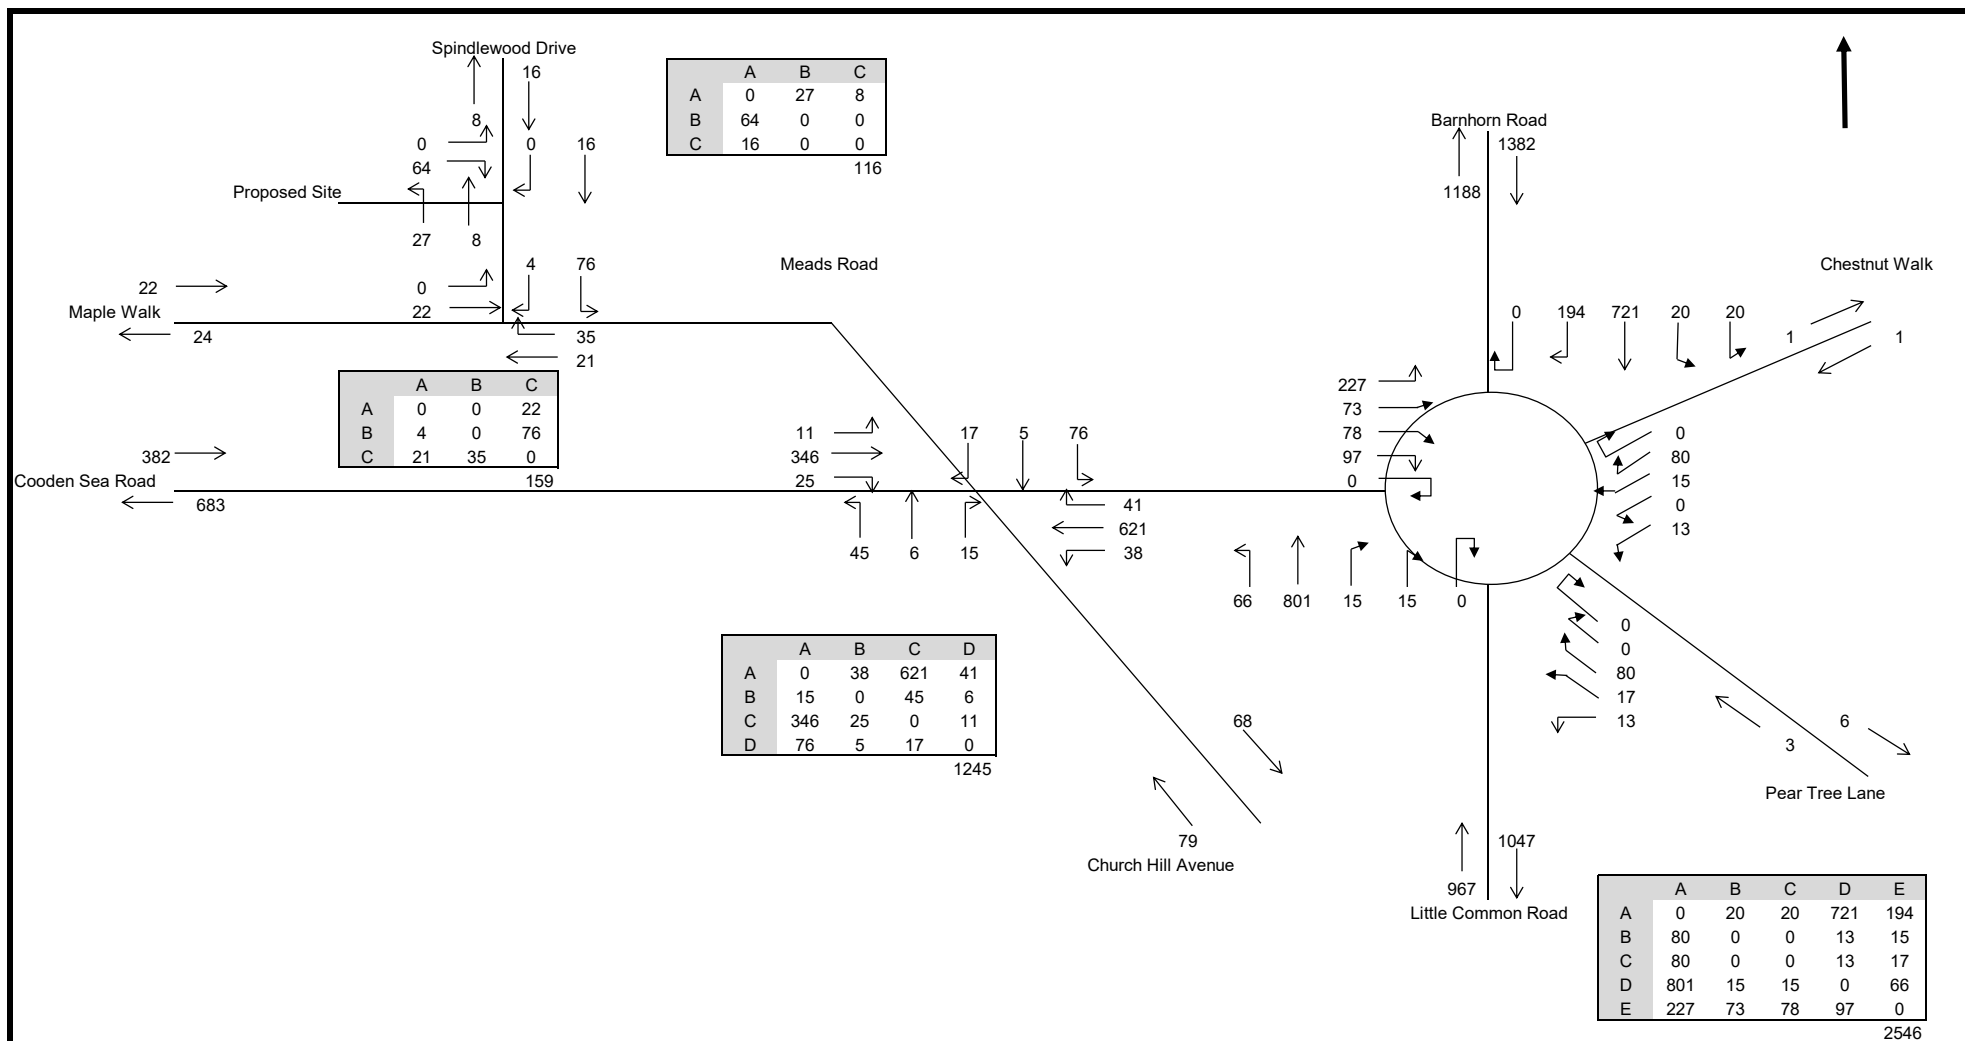 Spindlewood Drive
16
8
0 0 16
64
Proposed Site
27 8
A B C
A 0 27 8
B 64 0 0
C 16 0 0
116
Barnhorn Road
1382
1188
Meads Road
Chestnut Walk
4 76
22
0
Maple Walk
22
24
35
21
0 194 721 20 20
1 1
A B C
A 0 0 22
B 4 0 76
C 21 35 0
159
382
Cooden Sea Road
683
11
346
25
17 5 76
45 6 15
41
621
38
227
73
78
97
0
0
80
15
0
13
66 801 15 15 0
0
0
80
17
13
A B C D
A 0 38 621 41
B 15 0 45 6
C 346 25 0 11
D 76 5 17 0
1245
68
79
Church Hill Avenue
6
3
Pear Tree Lane
1047
967
Little Common Road
A B C D E
A 0 20 20 721 194
B 80 0 0 13 15
C 80 0 0 13 17
D 801 15 15 0 66
E 227 73 78 97 0
2546